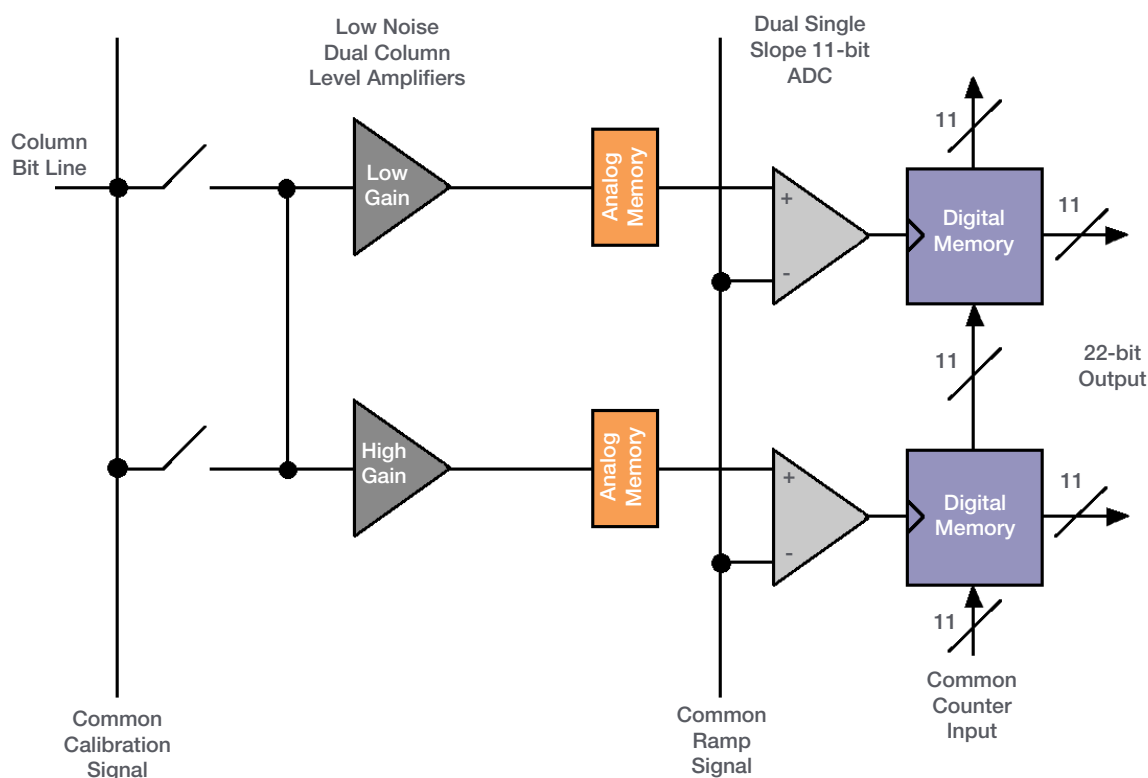 Low Noise
Dual Column
Level Amplifiers
Dual Single
Slope 11-bit
ADC
11
Column
Bit Line
Low
Gain
Analog
Memory
+
-
Digital
Memory
11
11
22-bit
Output
High
Gain
Analog
Memory
+
-
Digital
Memory
11
11
Common
Calibration
Signal
Common
Ramp
Signal
Common
Counter
Input